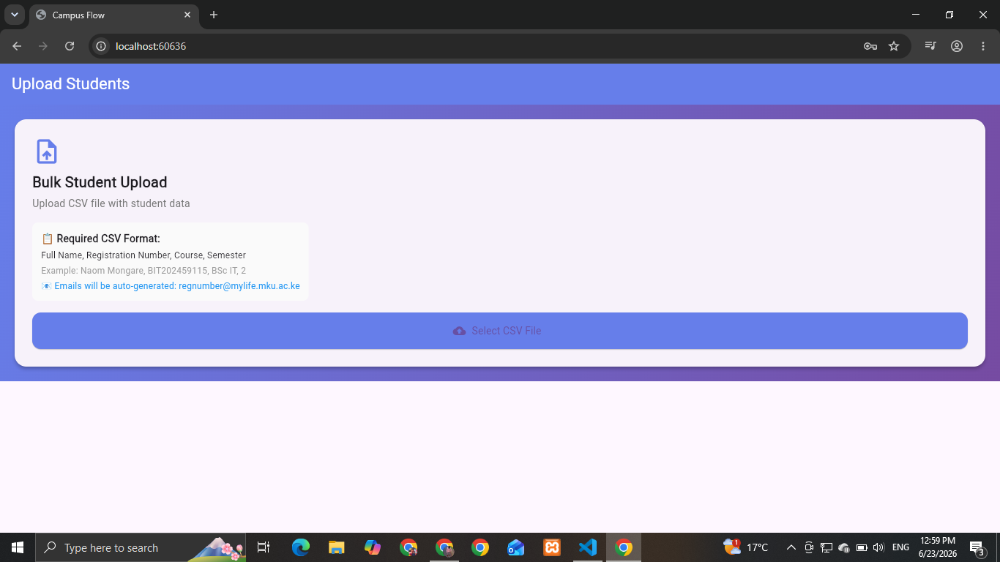 Campus Flow
localhost:60636
Upload Students
Bulk Student Upload
Upload CSV file with student data
📋 Required CSV Format:
Full Name, Registration Number, Course, Semester
Example: Naom Mongare, BIT202459115, BSc IT, 2
📧 Emails will be auto-generated: regnumber@mylife.mku.ac.ke
Select CSV File
Type here to search
1
17°C
ENG
12:59 PM
6/23/2026
3